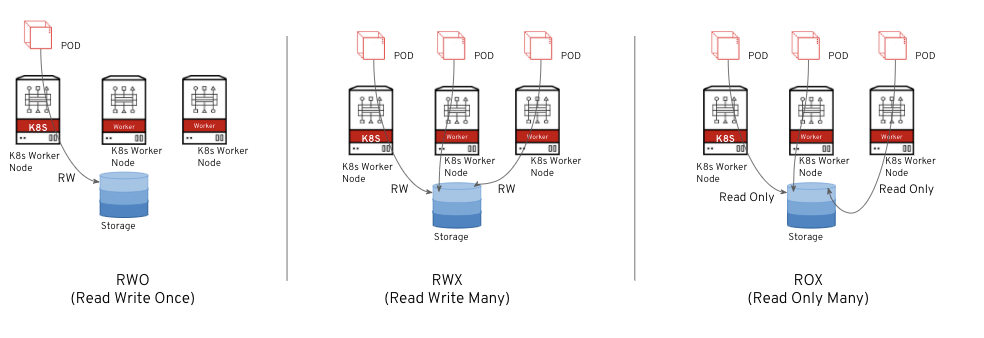 POD
K8S
Worker
Worker
K8s Worker
Node
K8s Worker
Node
K8s Worker
Node
RW
Storage
RWO
(Read Write Once)
POD
POD
POD
K8S
Worker
Worker
K8s Worker
Node
K8s Worker
Node
K8s Worker
Node
RW
RW
Storage
RWX
(Read Write Many)
POD
POD
POD
K8S
Worker
Worker
K8s Worker
Node
K8s Worker
Node
K8s Worker
Node
Read Only
Read Only
Storage
ROX
(Read Only Many)